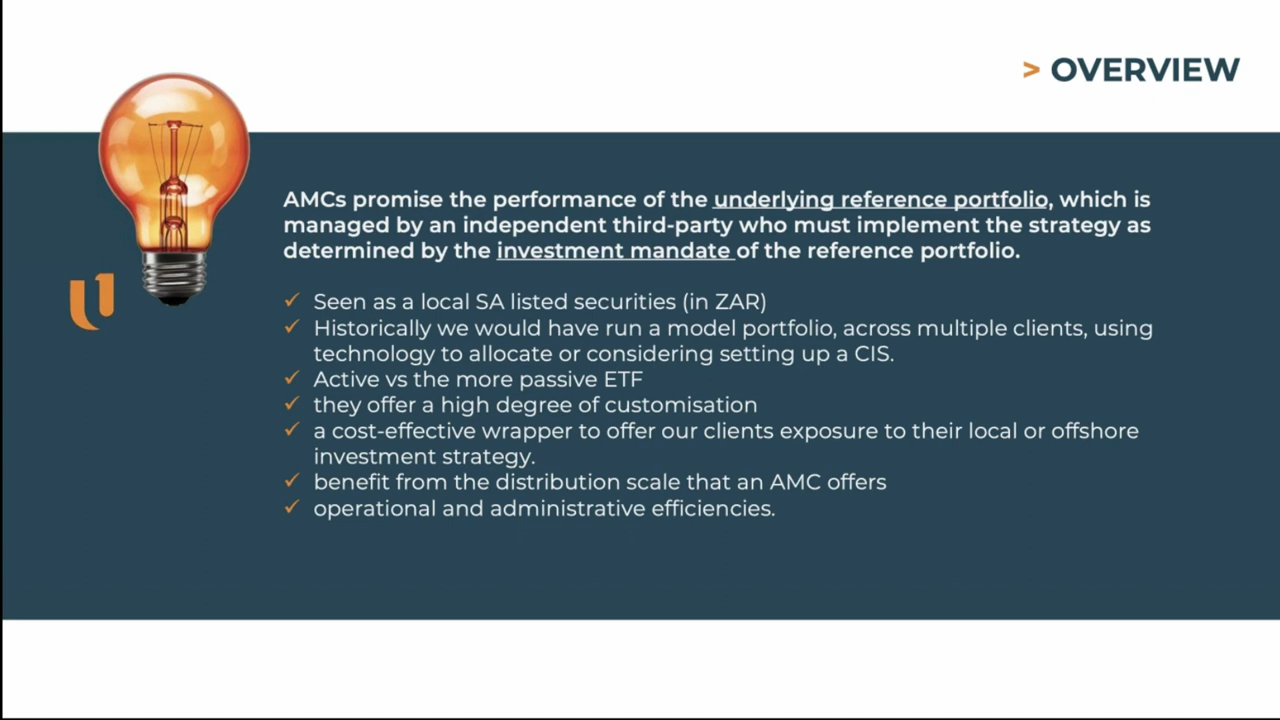 > OVERVIEW
AMCs promise the performance of the underlying reference portfolio, which is
managed by an independent third-party who must implement the strategy as
determined by the investment mandate of the reference portfolio.
✓ Seen as a local SA listed securities (in ZAR)
✓ Historically we would have run a model portfolio, across multiple clients, using
technology to allocate or considering setting up a CIS.
✓ Active vs the more passive ETF
✓ they offer a high degree of customisation
✓ a cost-effective wrapper to offer our clients exposure to their local or offshore
investment strategy.
✓ benefit from the distribution scale that an AMC offers
✓ operational and administrative efficiencies.